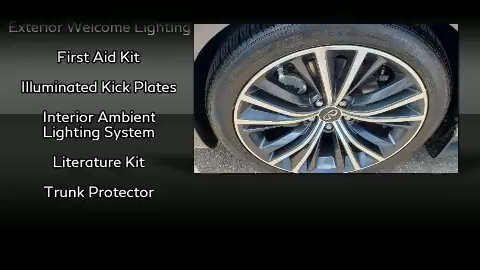 Exterior Welcome Lighting
First Aid Kit
Illuminated Kick Plates
Interior Ambient
Lighting System
Literature Kit
Trunk Protector